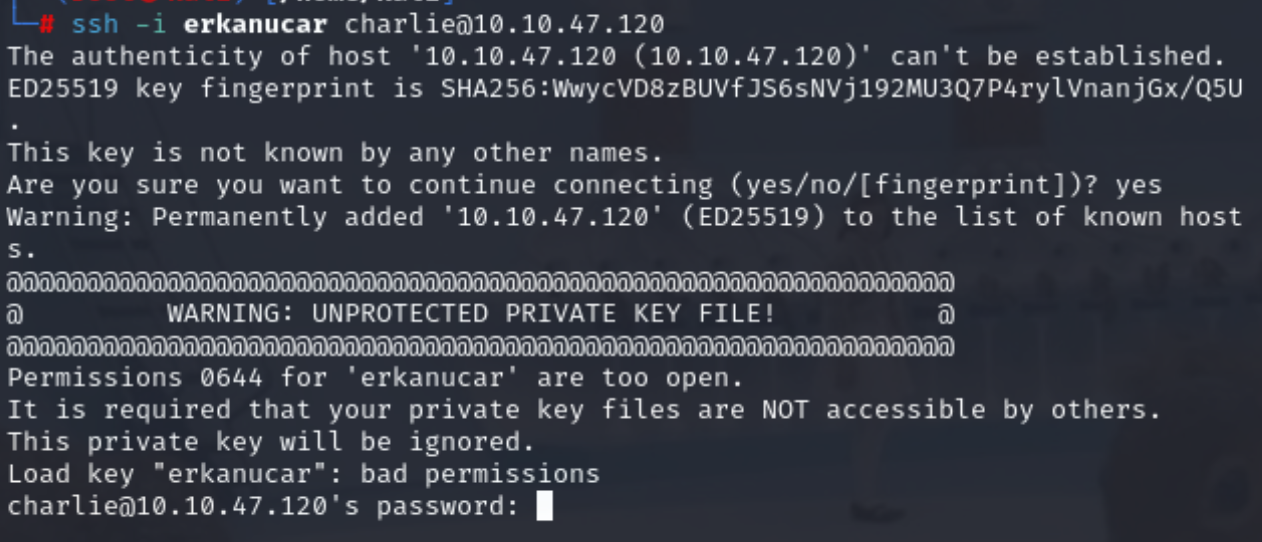 └─# ssh -i erkanucar charlie@10.10.47.120
The authenticity of host '10.10.47.120 (10.10.47.120)' can't be established.
ED25519 key fingerprint is SHA256:WwycVD8zBUVfJS6sNVj192MU3Q7P4rylVnanjGx/Q5U
.
This key is not known by any other names.
Are you sure you want to continue connecting (yes/no/[fingerprint])? yes
Warning: Permanently added '10.10.47.120' (ED25519) to the list of known host
s.
@@@@@@@@@@@@@@@@@@@@@@@@@@@@@@@@@@@@@@@@@@@@@@@@@@@@@@@@@@@
@         WARNING: UNPROTECTED PRIVATE KEY FILE!          @
@@@@@@@@@@@@@@@@@@@@@@@@@@@@@@@@@@@@@@@@@@@@@@@@@@@@@@@@@@@
Permissions 0644 for 'erkanucar' are too open.
It is required that your private key files are NOT accessible by others.
This private key will be ignored.
Load key "erkanucar": bad permissions
charlie@10.10.47.120's password: